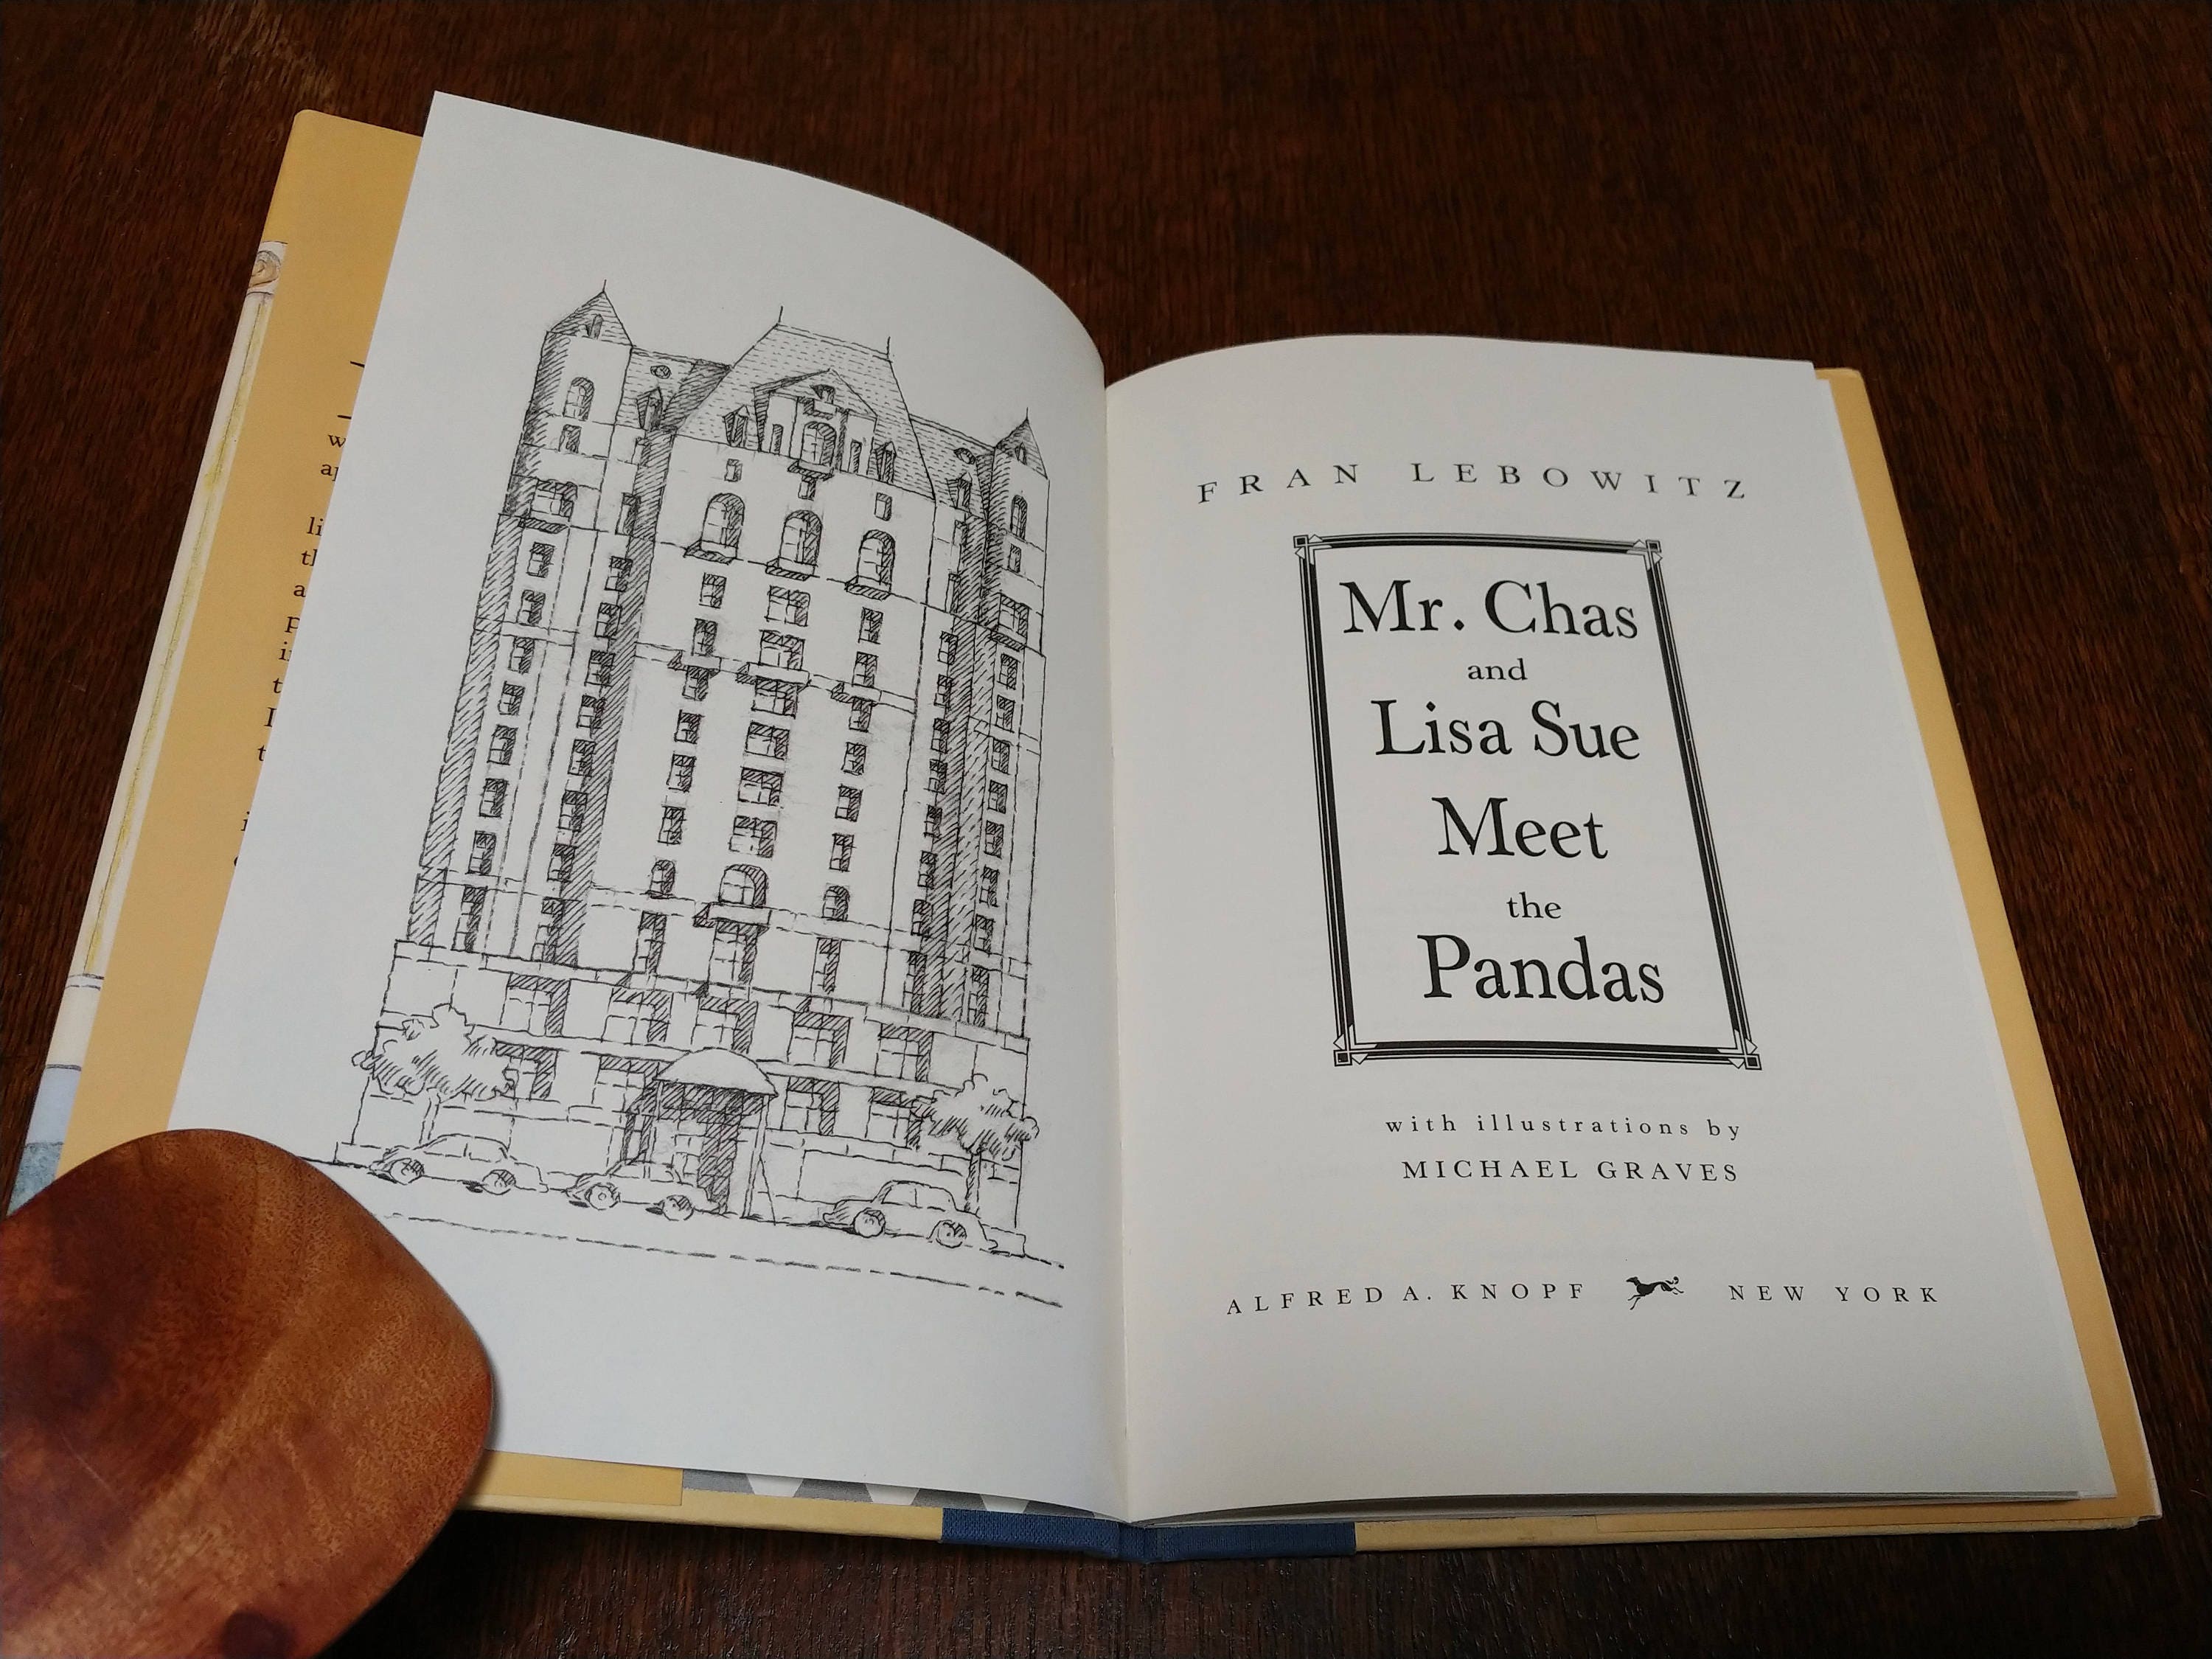 FRAN LEBOWITZ
Mr. Chas
and
Lisa Sue
Meet
the
Pandas
with illustrations by
MICHAEL GRAVES
ALFRED A. KNOPF NEW YORK